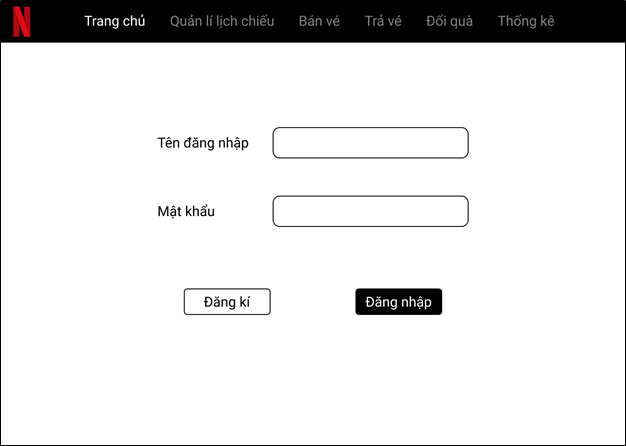 N
Trang chủ Quản lí lịch chiếu Bán vé Trả vé Đổi quà Thống kê
Tên đăng nhập
Mật khẩu
Đăng kí Đăng nhập